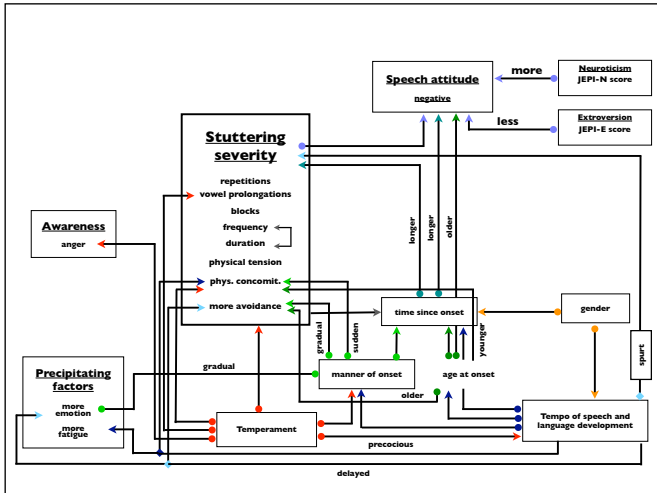 Speech attitude
negative
more
Neuroticism
JEPI-N score
less
Extroversion
JEPI-E score
Stuttering
severity
repetitions
vowel prolongations
blocks
frequency
duration
physical tension
phys. concomit.
more avoidance
Awareness
anger
longer
longer
older
time since onset
gender
gradual
sudden
younger
spurt
Precipitating
factors
more
emotion
more
fatigue
gradual
manner of onset
age at onset
older
Temperament
precocious
Tempo of speech and
language development
delayed